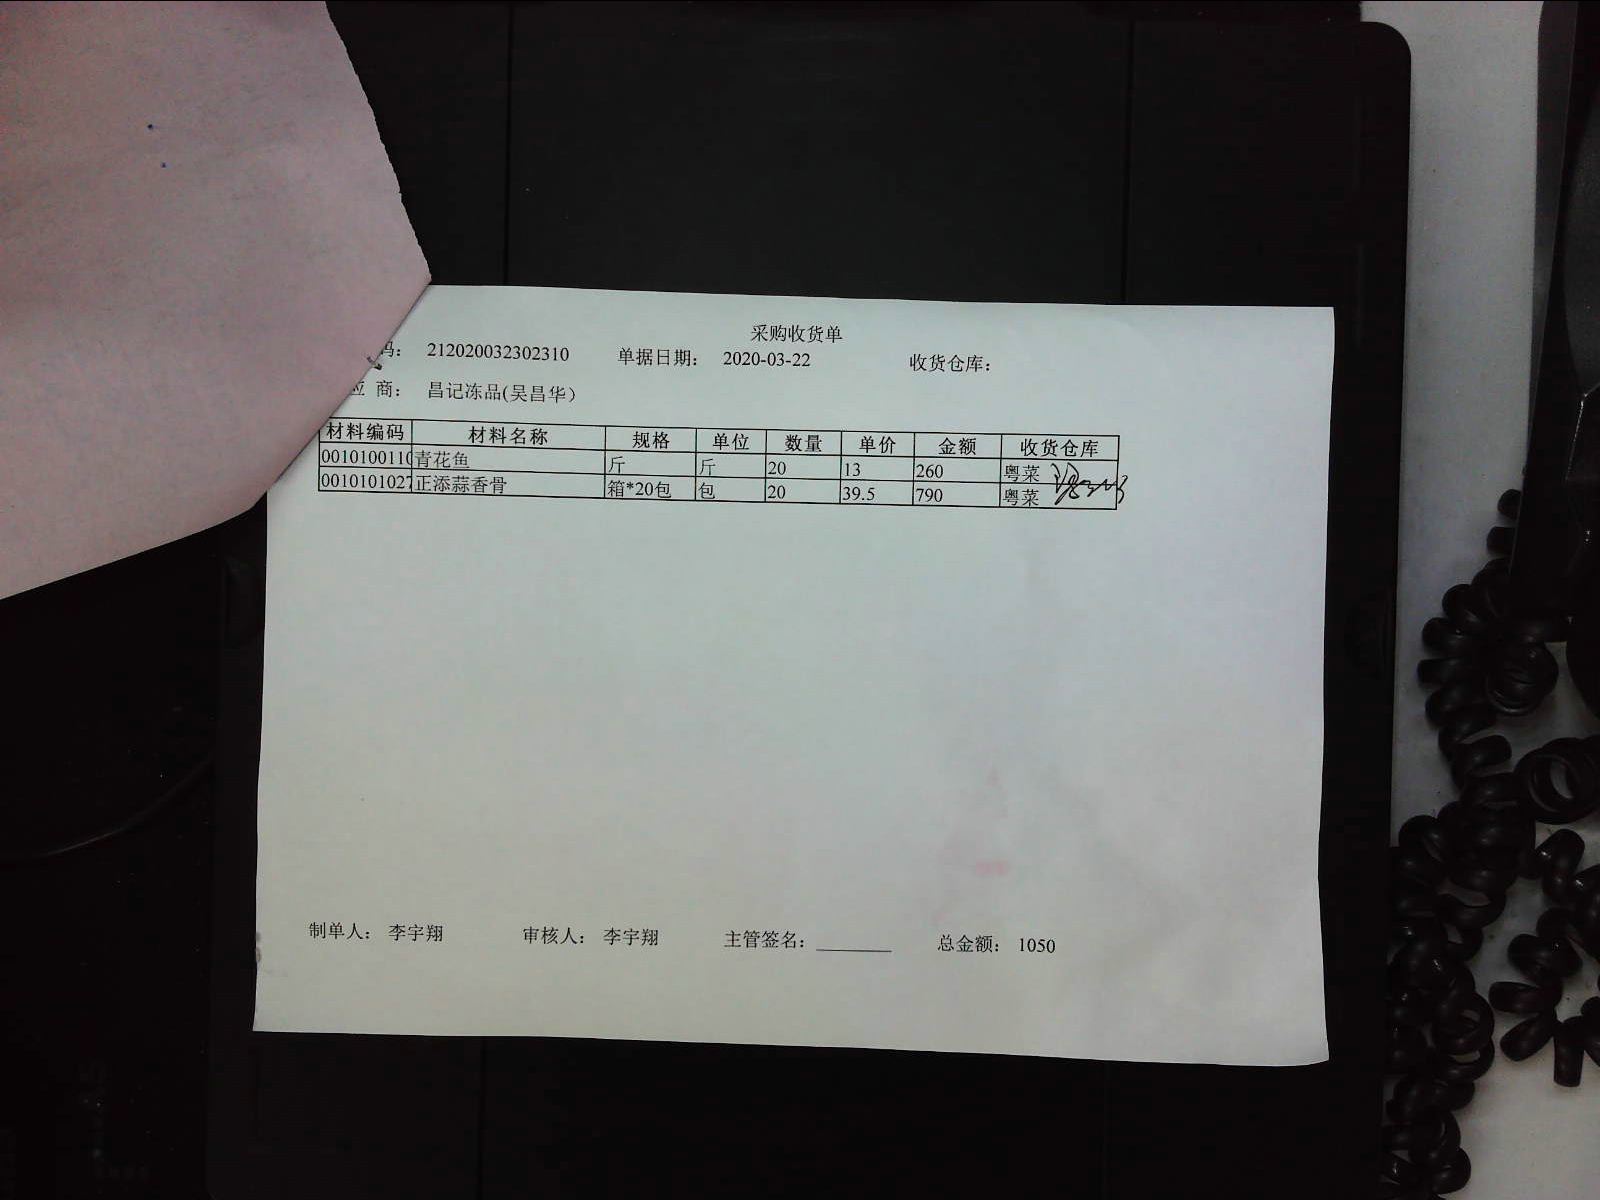 采购收货单
码： 212020032302310 单据日期： 2020-03-22 收货仓库：
应 商： 昌记冻品(吴昌华）
材料编码 材料名称 规格 单位 数量 单价 金额 收货仓库
0010100110 青花鱼 斤 斤 20 13 260 粤菜
0010101027 正添蒜香骨 箱*20包 包 20 39.5 790 粤菜
制单人： 李宇翔 审核人： 李宇翔 主管签名： 总金额： 1050